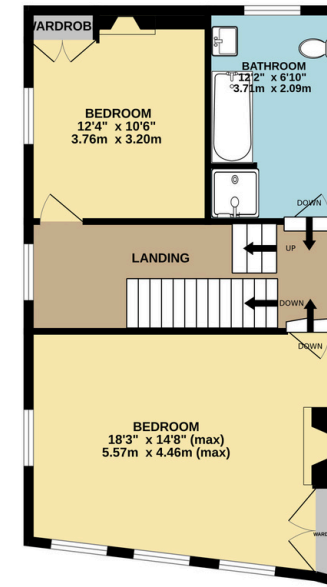 WARDROB
BEDROOM
12'4" x 10'6"
3.76m x 3.20m
BATHROOM
12'2" x 6'10"
3.71m x 2.09m
DOWN
UP
LANDING
DOWN
DOWN
BEDROOM
18'3" x 14'8" (max)
5.57m x 4.46m (max)
WARD